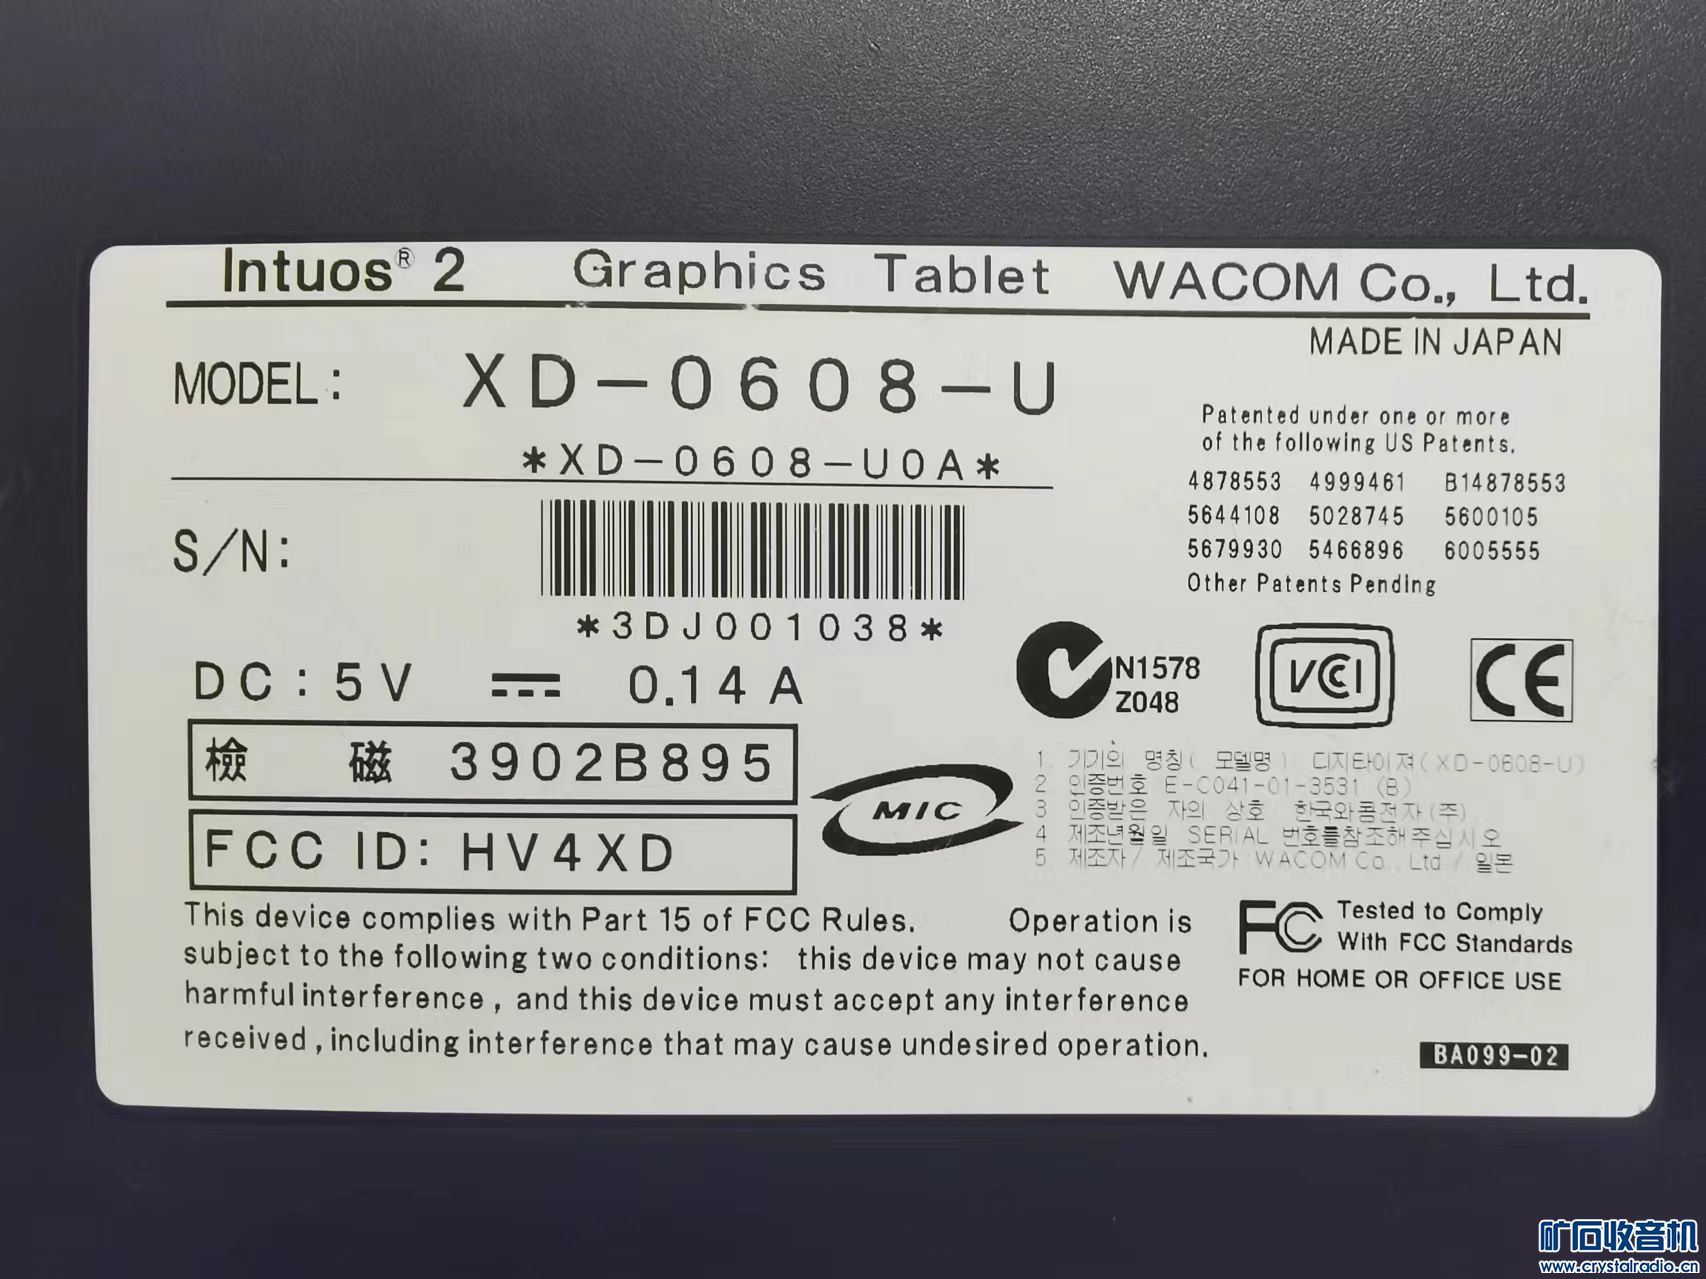 Intuos® 2 Graphics Tablet WACOM Co., Ltd.
MADE IN JAPAN
MODEL: XD-0608-U
*XD-0608-U0A*
S/N:
*3DJ001038*
DC: 5V 0.14A
檢 磁 3902B895
FCC ID: HV4XD
Patented under one or more
of the following US Patents.
4878553 4999461 B14878553
5644108 5028745 5600105
5679930 5466896 6005555
Other Patents Pending
N1578
Z048
VCCI
CE
MIC
1. 기기의 명칭( 모델명 ) 디지타이져(XD-0608-U)
2 인증번호 E-C041-01-3531 (B)
3 인증받은 자의 상호 한국와콤전자(주)
4 제조년월일 SERIAL 번호를참조해주십시오
5 제조자/ 제조국가 WACOM Co., Ltd / 일본
This device complies with Part 15 of FCC Rules. Operation is
subject to the following two conditions: this device may not cause
harmful interference, and this device must accept any interference
received, including interference that may cause undesired operation.
FC Tested to Comply
With FCC Standards
FOR HOME OR OFFICE USE
BA099-02
矿石收音机
www.crystalradio.cn